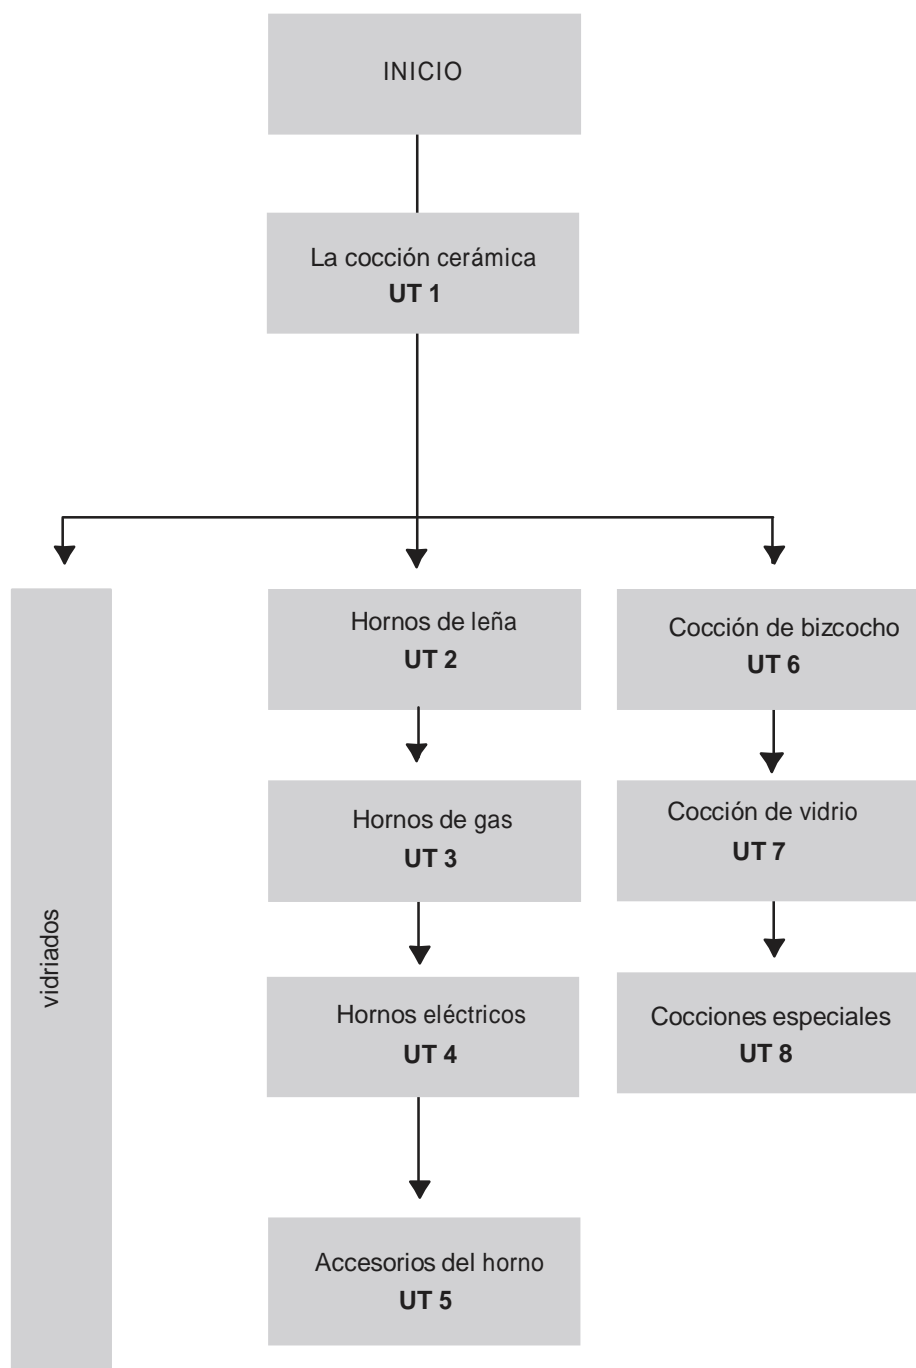 INICIO
La cocción cerámica
UT 1
Hornos de leña
UT 2
Cocción de bizcocho
UT 6
Hornos de gas
UT 3
Cocción de vidrio
UT 7
vidriados
Hornos eléctricos
UT 4
Cocciones especiales
UT 8
Accesorios del horno
UT 5